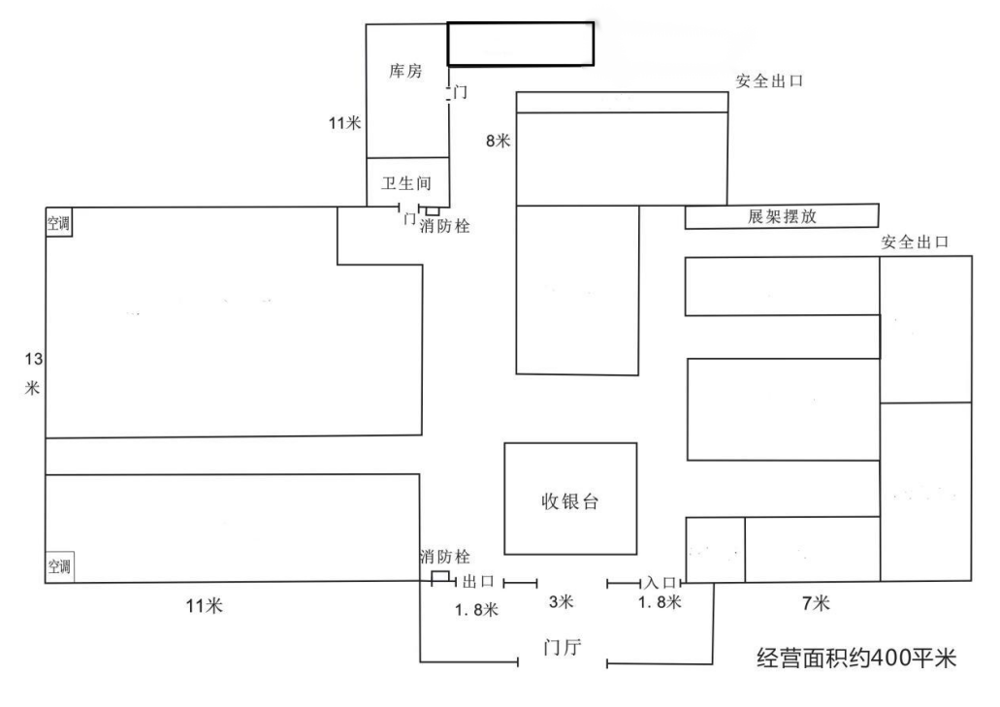 库房
安全出口
门
11米
8米
卫生间
门
消防栓
空调
展架摆放
安全出口
13
米
收银台
消防栓
空调
出口
入口
11米
1.8米
3米
1.8米
7米
门厅
经营面积约400平米